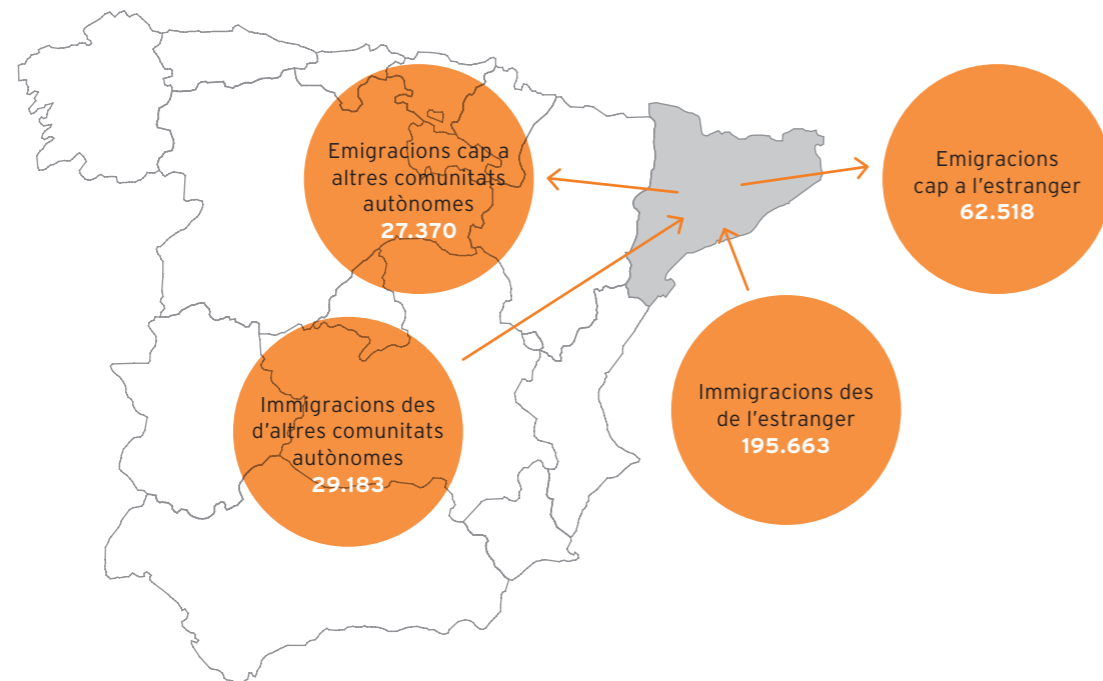 Emigracions cap a
altres comunitats
autònomes
27.370
Emigracions
cap a l'estranger
62.518
Immigracions des
d'altres comunitats
autònomes
29.183
Immigracions des
de l'estranger
195.663